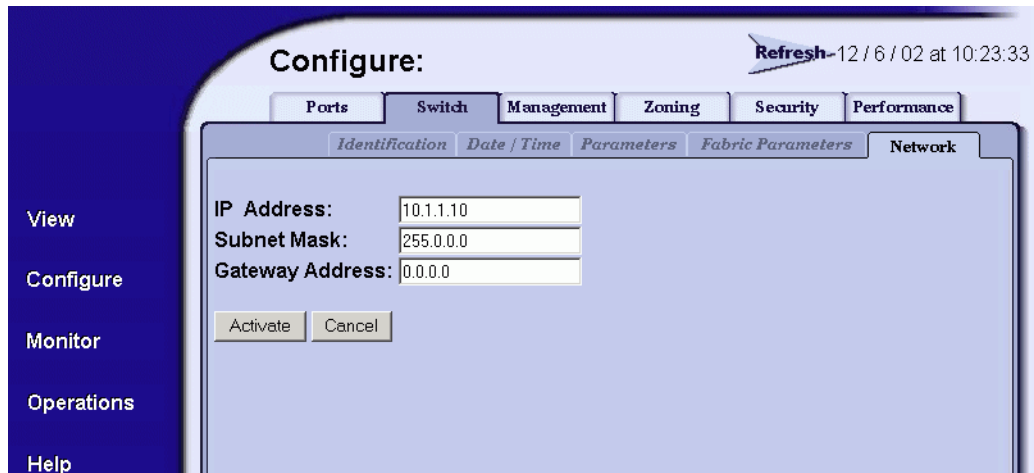 Configure:
Refresh-12 / 6 / 02 at 10:23:33
Ports Switch Management Zoning Security Performance
Identification Date / Time Parameters Fabric Parameters Network
View
Configure
Monitor
Operations
Help
IP Address: 10.1.1.10
Subnet Mask: 255.0.0.0
Gateway Address: 0.0.0.0
Activate Cancel